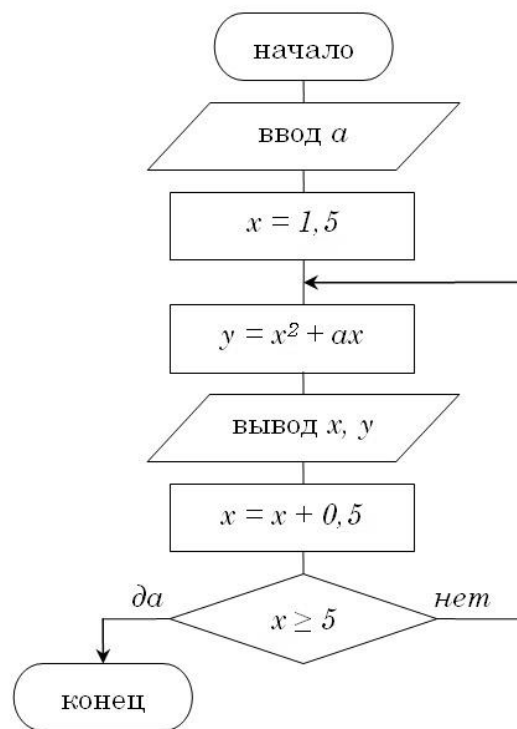 начало
ввод a
x = 1,5
y = x² + ax
вывод x, y
x = x + 0,5
да
нет
x ≥ 5
конец